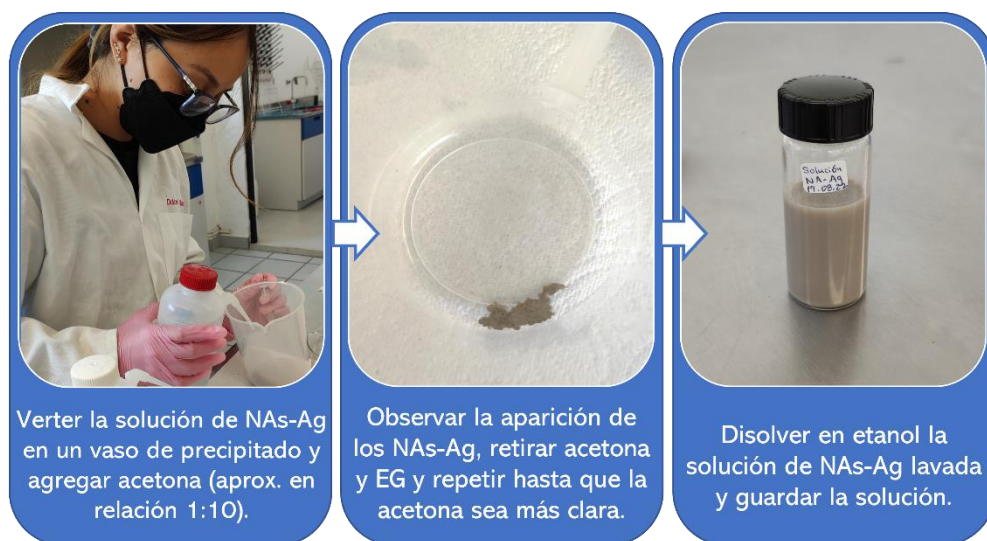 Verter la solución de NAs-Ag
en un vaso de precipitado y
agregar acetona (aprox. en
relación 1:10).
Observar la aparición de
los NAs-Ag, retirar acetona
y EG y repetir hasta que la
acetona sea más clara.
Solución
NA-Ag
Disolver en etanol la
solución de NAs-Ag lavada
y guardar la solución.